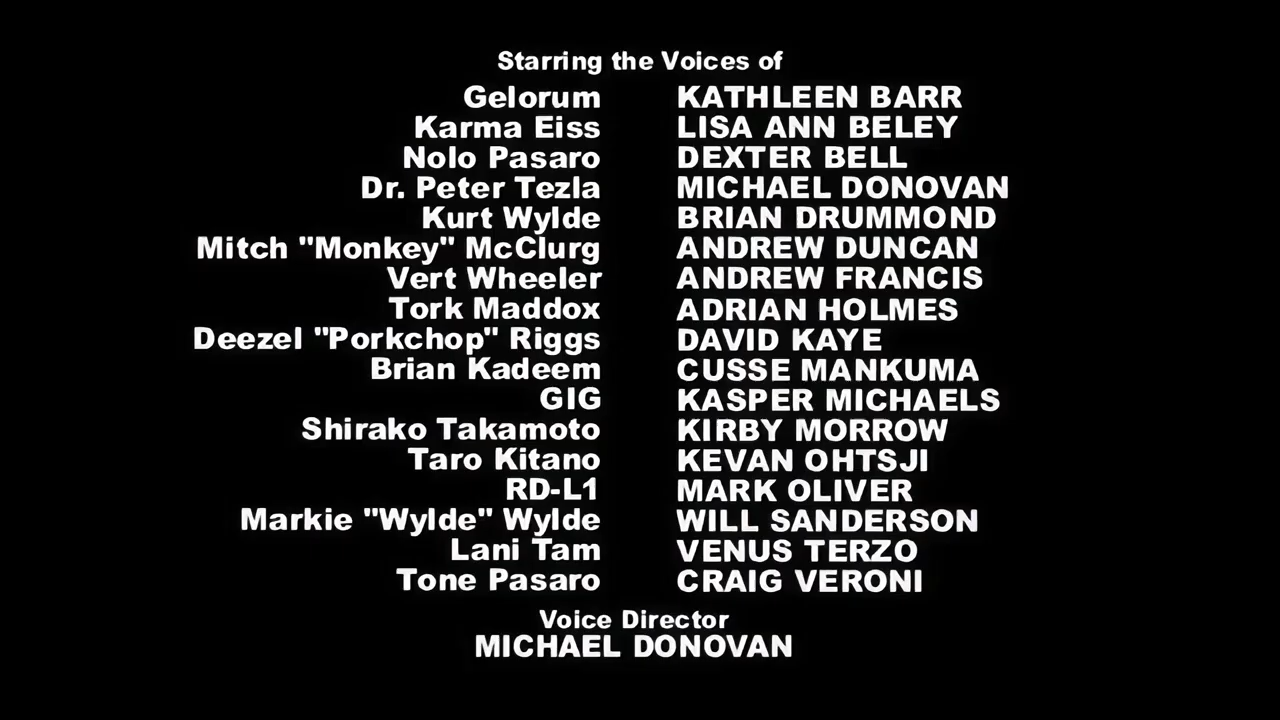 Starring the Voices of
Gelorum KATHLEEN BARR
Karma Eiss LISA ANN BELEY
Nolo Pasaro DEXTER BELL
Dr. Peter Tezla MICHAEL DONOVAN
Kurt Wylde BRIAN DRUMMOND
Mitch "Monkey" McClurg ANDREW DUNCAN
Vert Wheeler ANDREW FRANCIS
Tork Maddox ADRIAN HOLMES
Deezel "Porkchop" Riggs DAVID KAYE
Brian Kadeem CUSSE MANKUMA
GIG KASPER MICHAELS
Shirako Takamoto KIRBY MORROW
Taro Kitano KEVAN OHTSJI
RD-L1 MARK OLIVER
Markie "Wylde" Wylde WILL SANDERSON
Lani Tam VENUS TERZO
Tone Pasaro CRAIG VERONI
Voice Director
MICHAEL DONOVAN